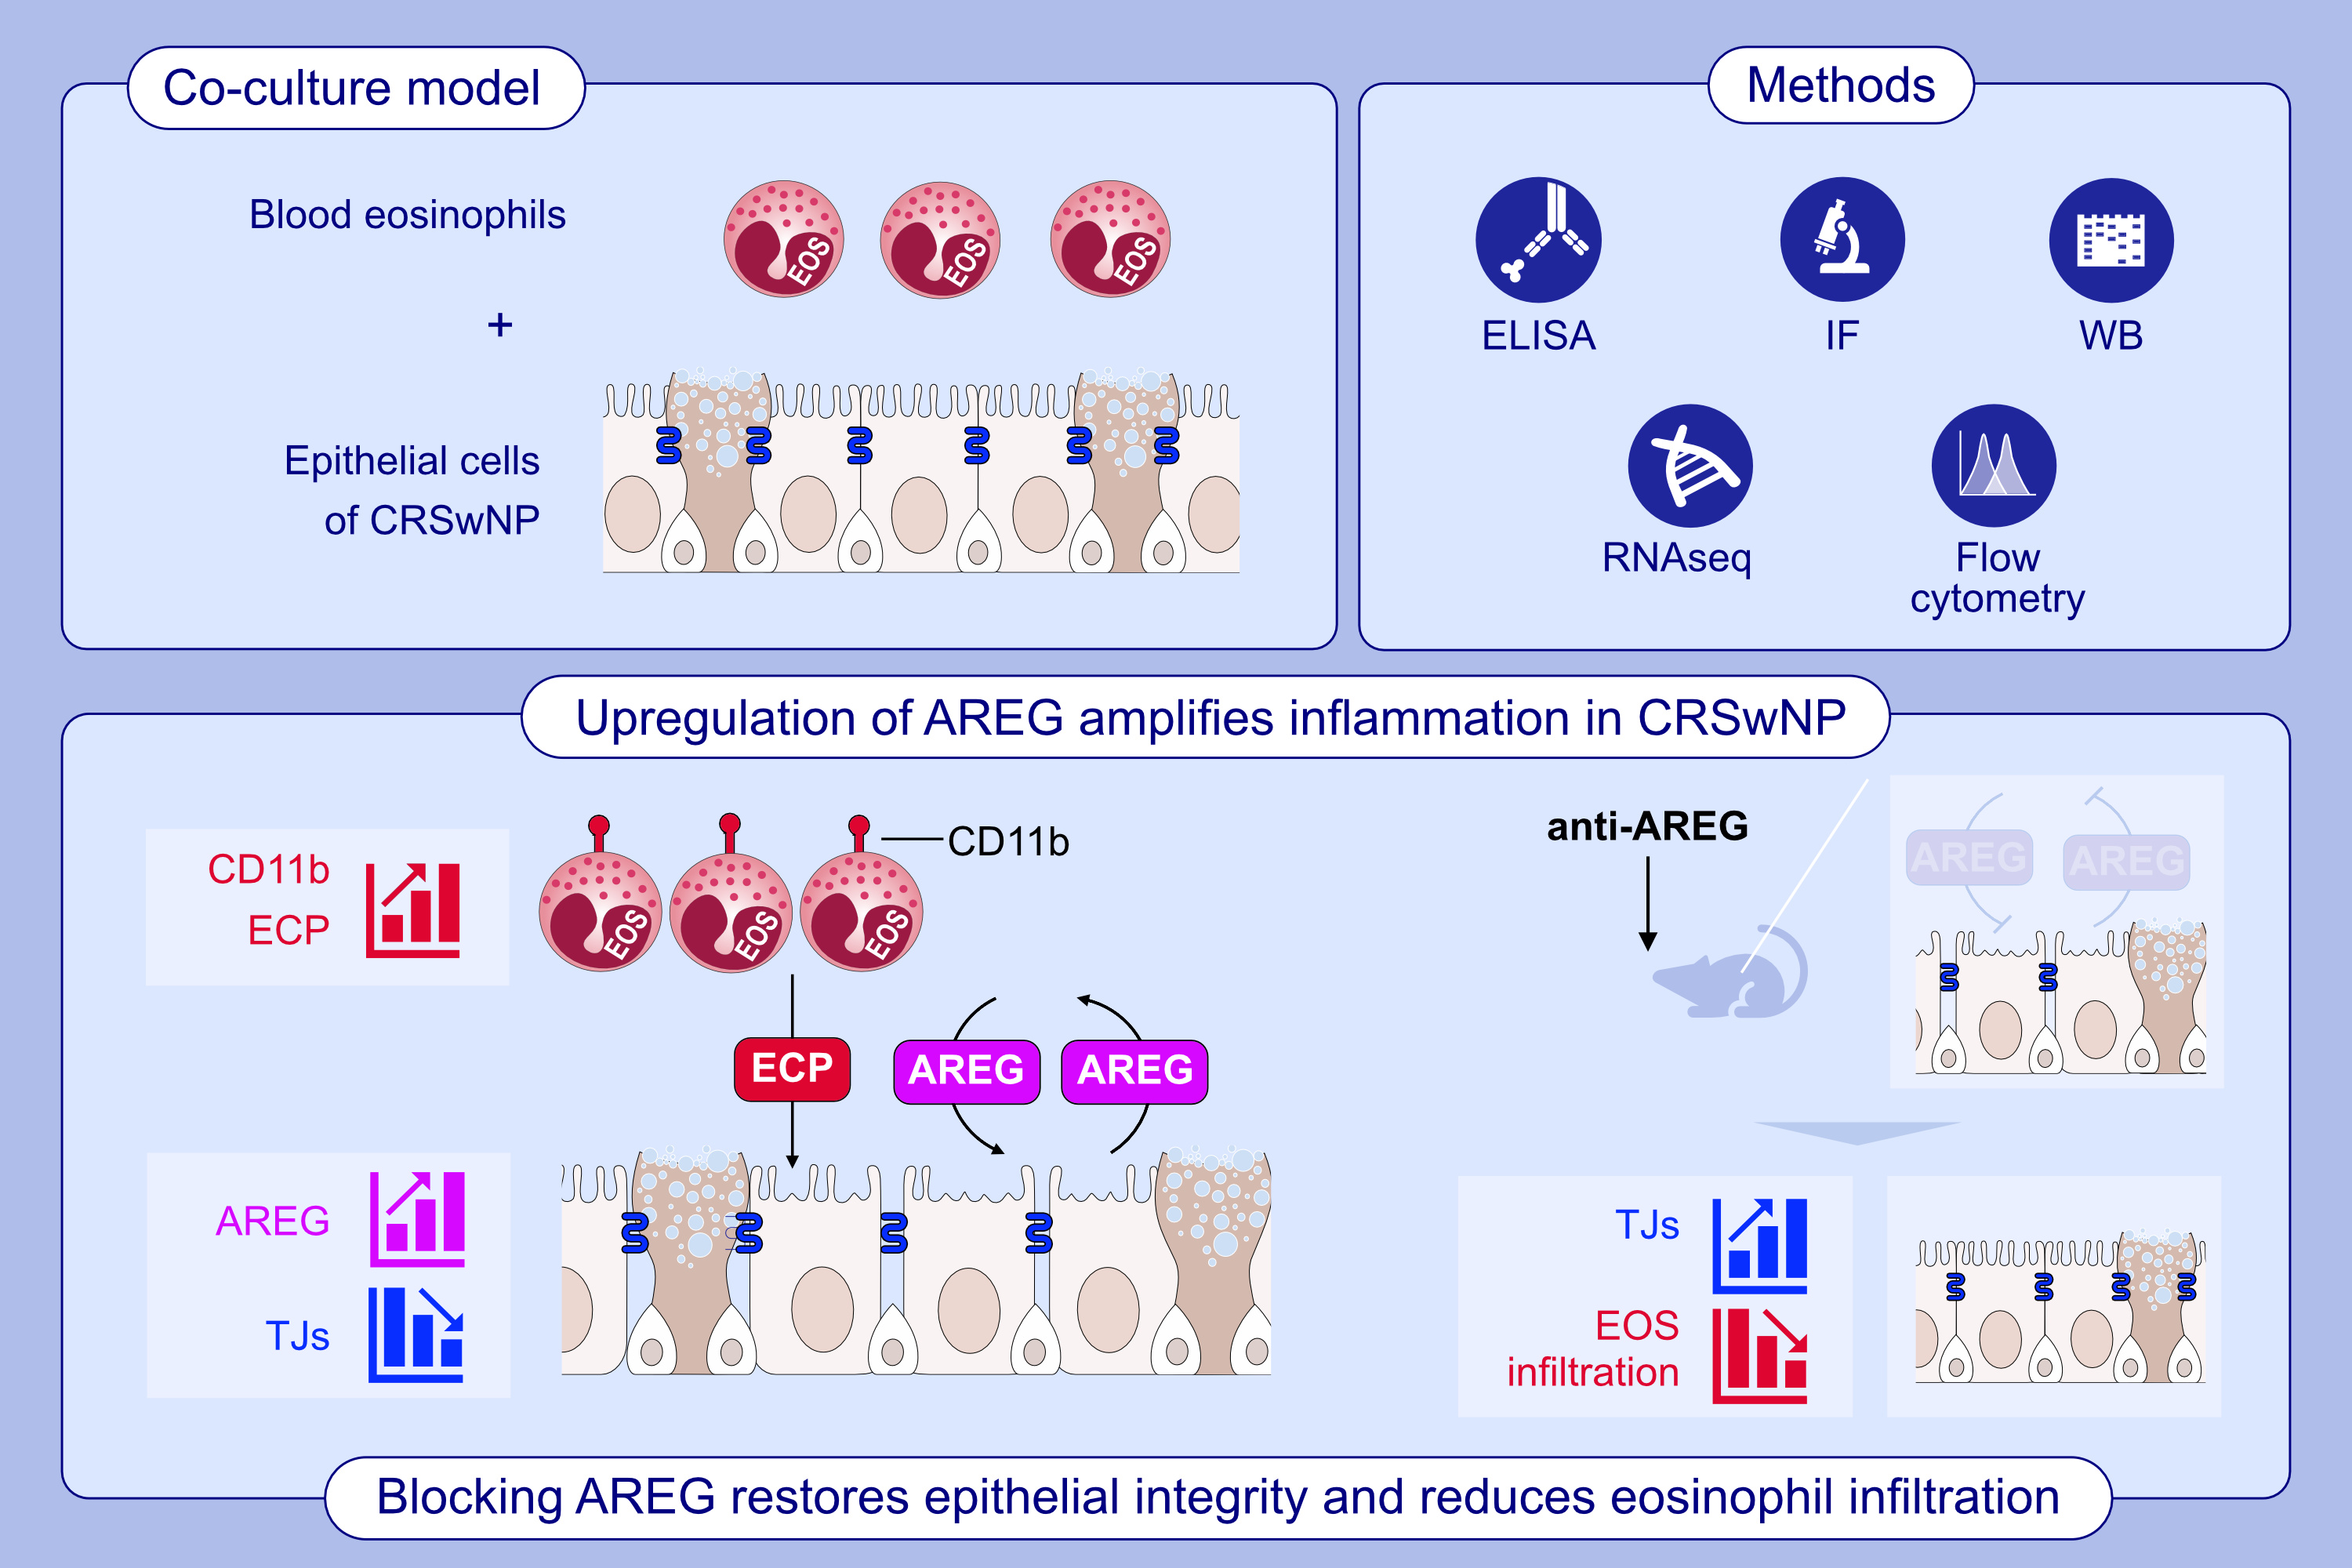 Co-culture model
Blood eosinophils
+
Epithelial cells
of CRSwNP
EOS
EOS
EOS
Methods
ELISA
IF
WB
RNAseq
Flow
cytometry
Upregulation of AREG amplifies inflammation in CRSwNP
CD11b
ECP
CD11b
EOS
EOS
EOS
ECP
AREG
AREG
AREG
TJs
anti-AREG
AREG
AREG
TJs
EOS
infiltration
Blocking AREG restores epithelial integrity and reduces eosinophil infiltration